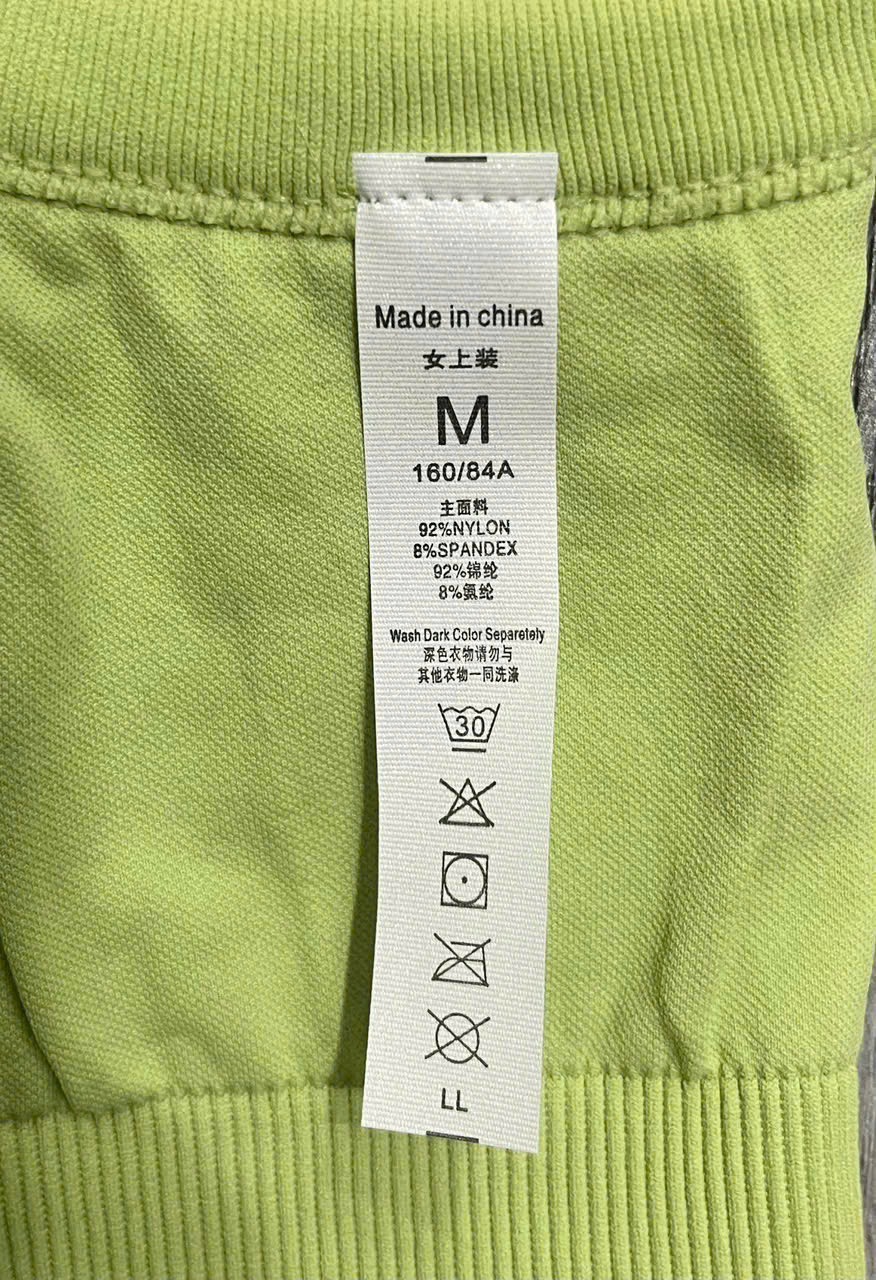 Made in china
女上装
M
160/84A
主面料
92%NYLON
8%SPANDEX
92%锦纶
8%氨纶
Wash Dark Color Separetely
深色衣物请勿与
其他衣物一同洗涤
30
LL